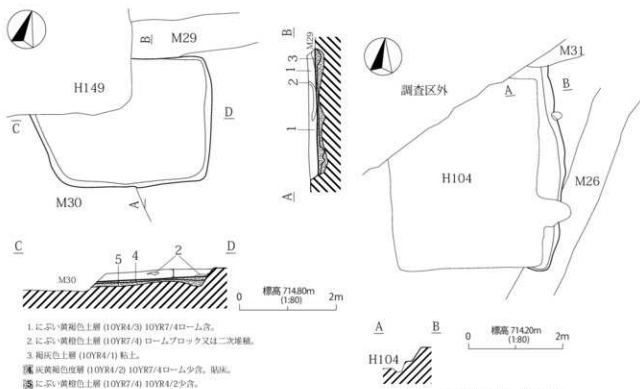 B
M29
H149
C
D
M30
A
B
M29
3
1
2
1
A
C
D
M30
5 4 2
標高 714.80m
0 (1:80) 2m
1. にぶい黄褐色土層 (10YR4/3) 10YR7/4ローム含。
2. にぶい黄橙色土層 (10YR7/4) ロームブロック又は二次堆積。
3. 褐灰色土層 (10YR4/1) 粘土。
4 灰黄褐色度層 (10YR4/2) 10YR7/4ローム少含。貼床。
5 にぶい黄橙色土層 (10YR7/4) 10YR4/2少含。
M31
調査区外
A
B
H104
M26
標高 714.20m
0 (1:80) 2m
A B
H104